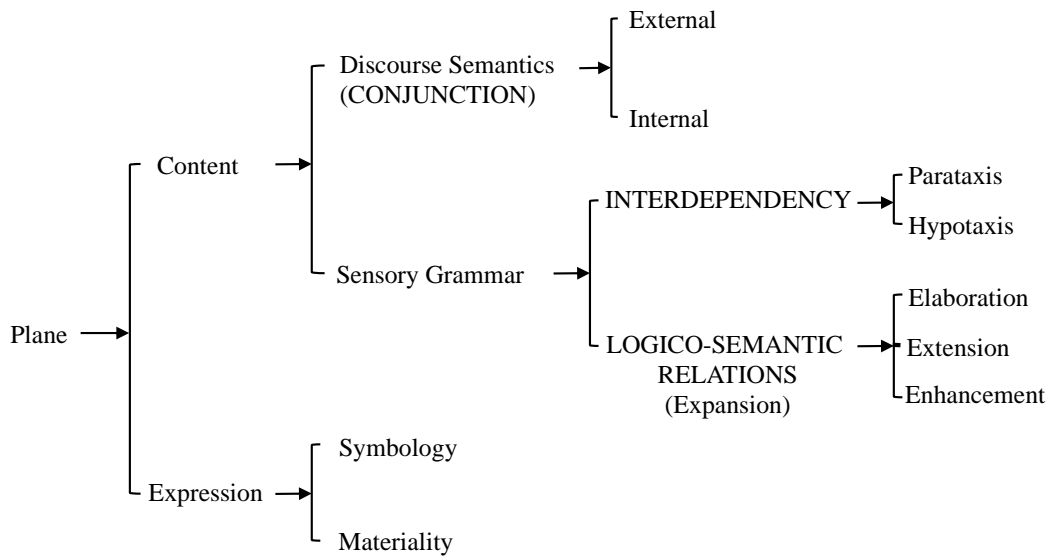 External
Discourse Semantics
(CONJUNCTION)
Internal
Content
Parataxis
INTERDEPENDENCY
Hypotaxis
Sensory Grammar
Elaboration
Plane
LOGICO-SEMANTIC
RELATIONS
(Expansion)
Extension
Enhancement
Symbology
Expression
Materiality